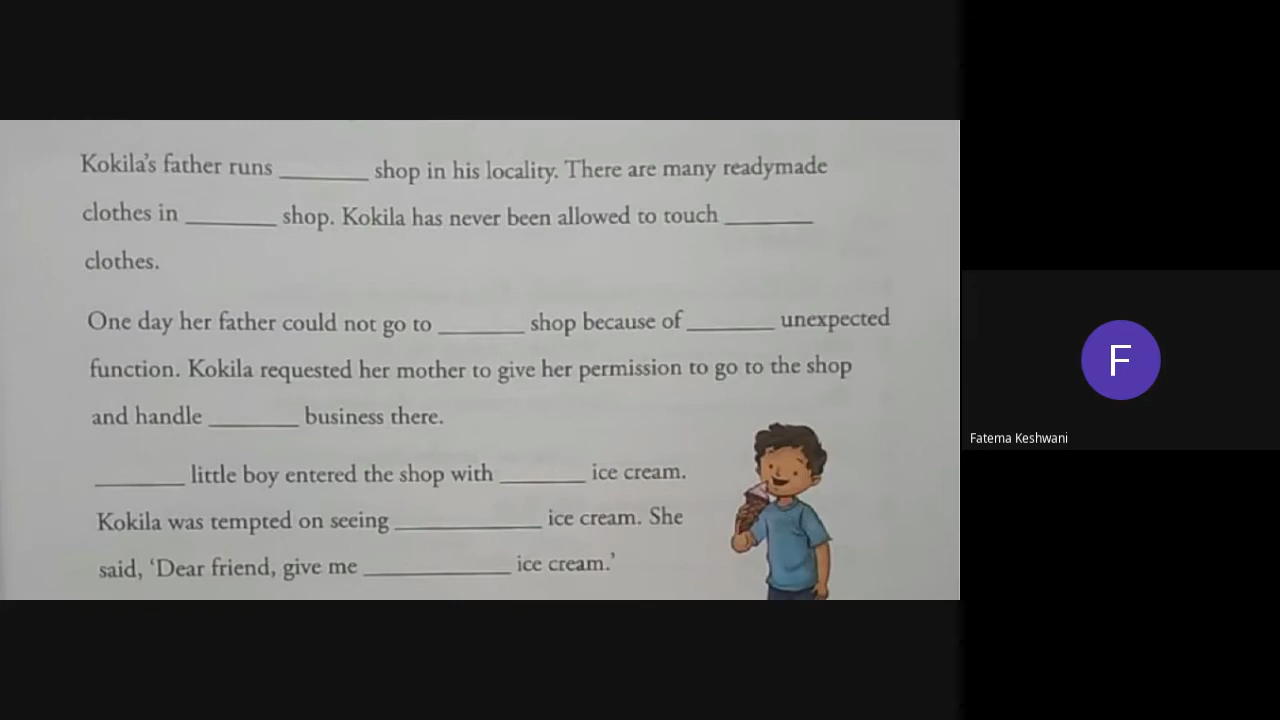 Kokila's father runs ________ shop in his locality. There are many readymade
clothes in ________ shop. Kokila has never been allowed to touch ________
clothes.
One day her father could not go to ________ shop because of ________ unexpected
function. Kokila requested her mother to give her permission to go to the shop
and handle ________ business there.
________ little boy entered the shop with ________ ice cream.
Kokila was tempted on seeing _____________ ice cream. She
said, 'Dear friend, give me _____________ ice cream.'
F
Fatema Keshwani